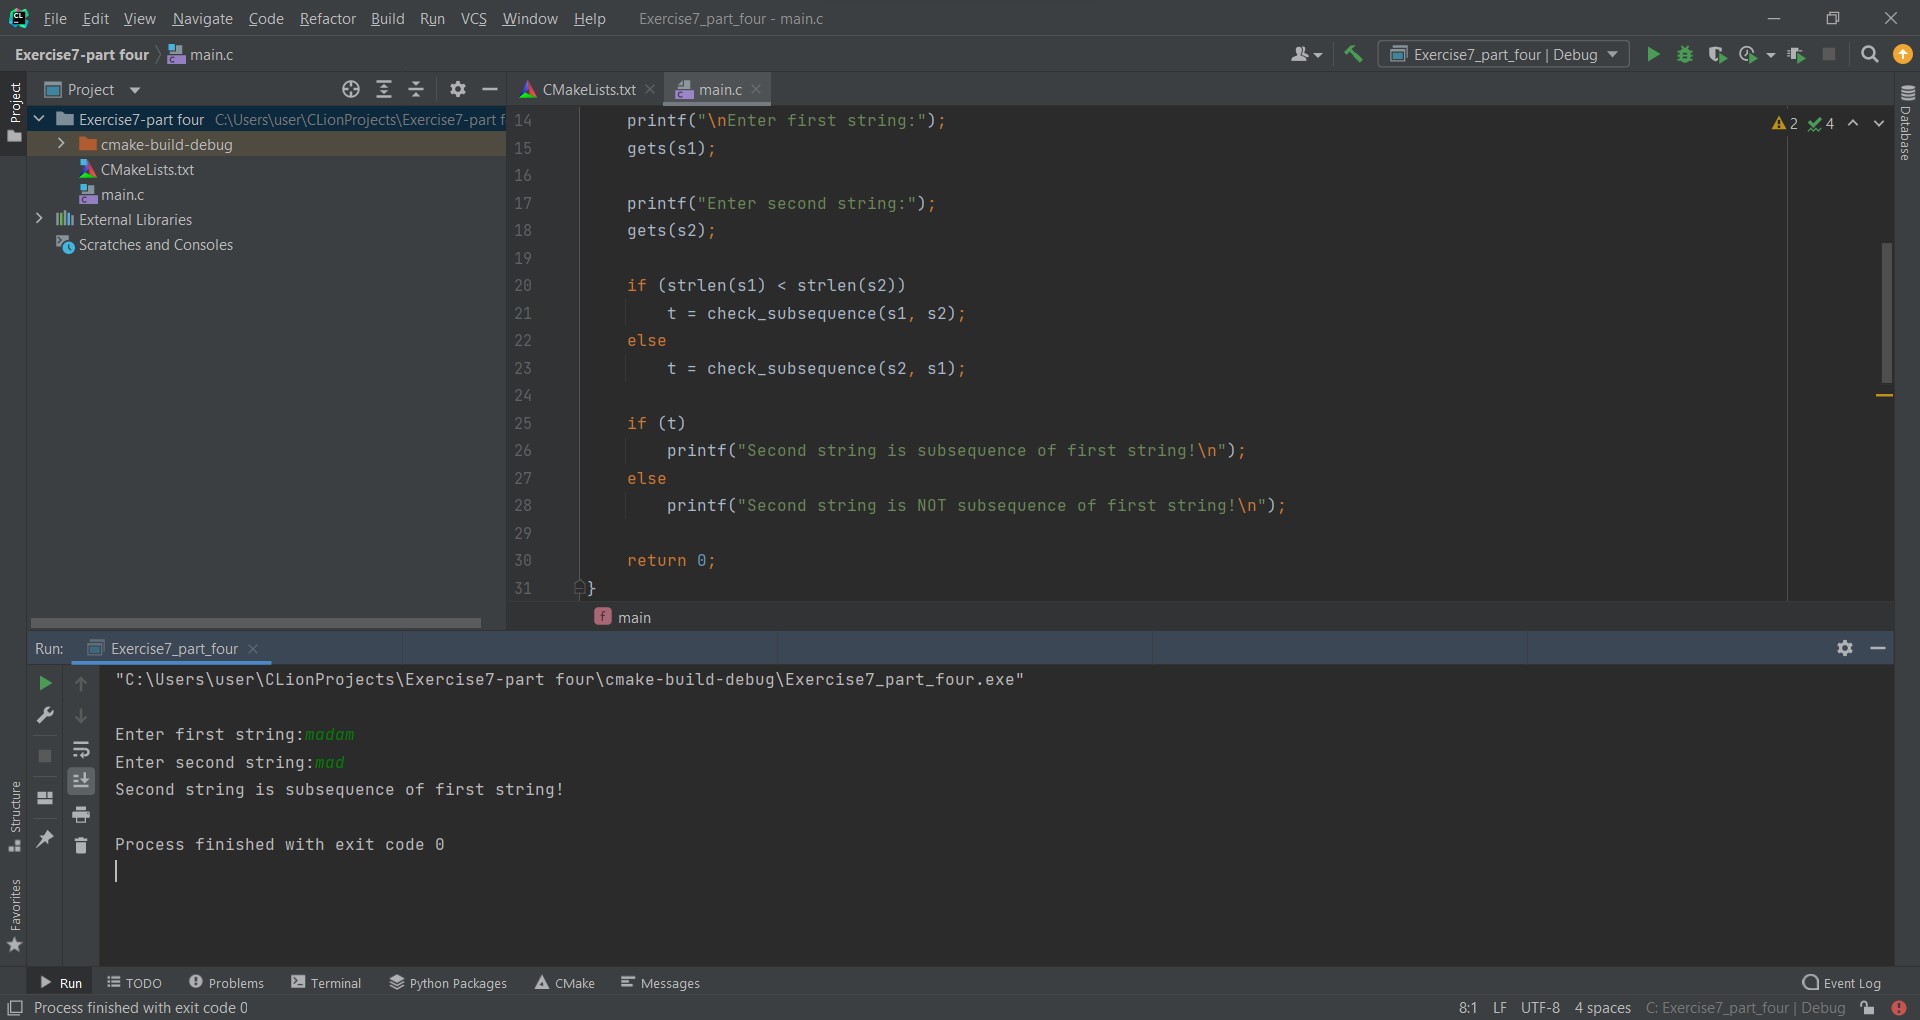 File Edit View Navigate Code Refactor Build Run VCS Window Help Exercise7_part_four - main.c
Exercise7-part four main.c Exercise7_part_four | Debug
Project
Project
CMakeLists.txt main.c
Exercise7-part four C:\Users\user\CLionProjects\Exercise7-part f
cmake-build-debug
CMakeLists.txt
main.c
External Libraries
Scratches and Consoles
2 4
Database
14 printf("\nEnter first string:");
15 gets(s1);
16
17 printf("Enter second string:");
18 gets(s2);
19
20 if (strlen(s1) < strlen(s2))
21 t = check_subsequence(s1, s2);
22 else
23 t = check_subsequence(s2, s1);
24
25 if (t)
26 printf("Second string is subsequence of first string!\n");
27 else
28 printf("Second string is NOT subsequence of first string!\n");
29
30 return 0;
31 }
f main
Run: Exercise7_part_four
"C:\Users\user\CLionProjects\Exercise7-part four\cmake-build-debug\Exercise7_part_four.exe"
Enter first string:madam
Enter second string:mad
Second string is subsequence of first string!
Process finished with exit code 0
Structure
Favorites
Run TODO Problems Terminal Python Packages CMake Messages Event Log
Process finished with exit code 0 8:1 LF UTF-8 4 spaces C: Exercise7_part_four | Debug